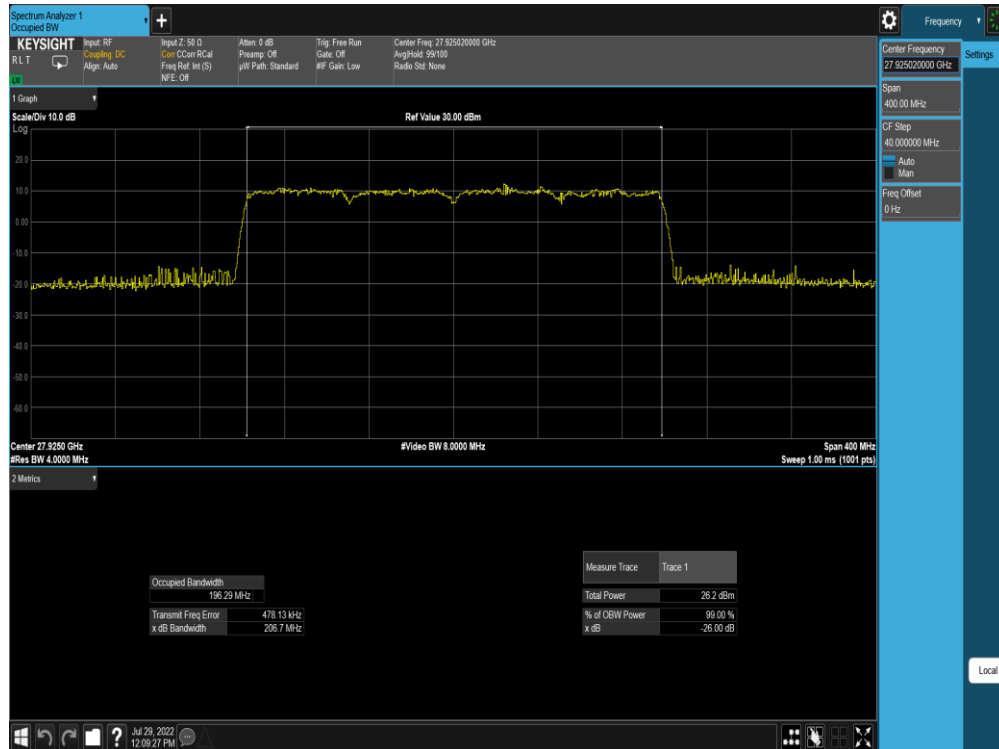 Spectrum Analyzer 1
Occupied BW
+
Frequency
KEYSIGHT
RLT
LM
Input: RF
Coupling: DC
Align: Auto
Input Z: 50 Ω
Corr CCorr RCal
Freq Ref: Int (S)
NFE: Off
Atten: 0 dB
Preamp: Off
µW Path: Standard
Trig: Free Run
Gate: Off
#IF Gain: Low
Center Freq: 27.925020000 GHz
Avg|Hold: 99/100
Radio Std: None
Center Frequency
27.925020000 GHz
Settings
Span
400.00 MHz
CF Step
40.000000 MHz
Auto
Man
Freq Offset
0 Hz
1 Graph
Scale/Div 10.0 dB
Ref Value 30.00 dBm
Log
20.0
10.0
0.00
-10.0
-20.0
-30.0
-40.0
-50.0
-60.0
Center 27.9250 GHz
#Video BW 8.0000 MHz
Span 400 MHz
#Res BW 4.0000 MHz
Sweep 1.00 ms (1001 pts)
2 Metrics
Occupied Bandwidth
196.29 MHz
Transmit Freq Error 478.13 kHz
x dB Bandwidth 206.7 MHz
Measure Trace Trace 1
Total Power 26.2 dBm
% of OBW Power 99.00 %
x dB -26.00 dB
Local
?
Jul 29, 2022
12:09:27 PM